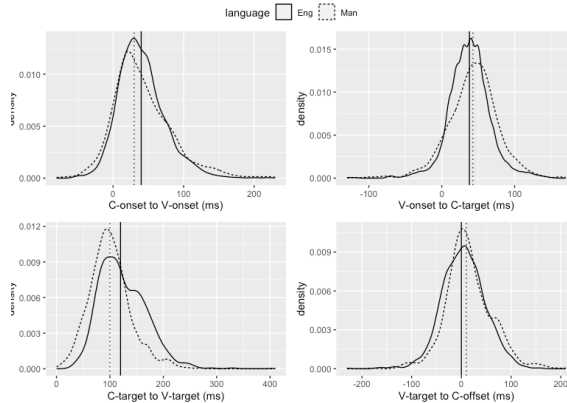 language Eng Man
density
0.010
0.005
0.000
0 100 200
C-onset to V-onset (ms)
density
0.015
0.010
0.005
0.000
-100 0 100
V-onset to C-target (ms)
density
0.012
0.009
0.006
0.003
0.000
0 100 200 300 400
C-target to V-target (ms)
density
0.009
0.006
0.003
0.000
-200 -100 0 100 200
V-target to C-offset (ms)